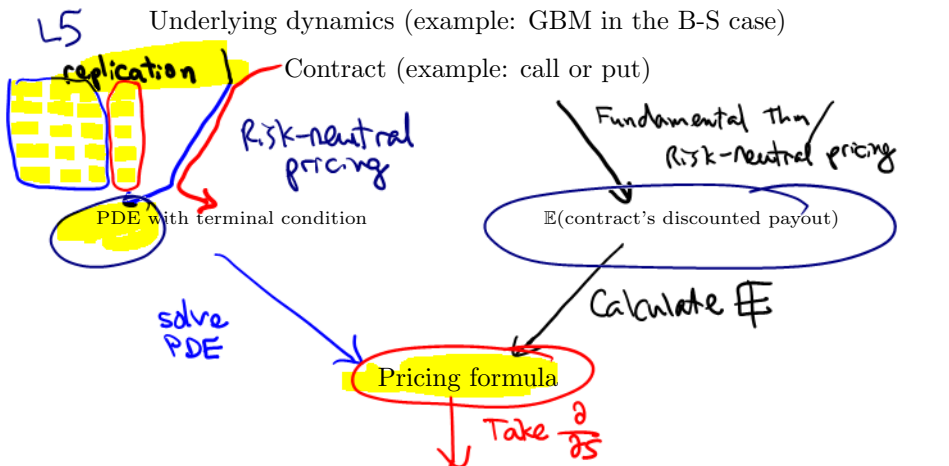 Underlying dynamics (example: GBM in the B-S case)
L5
replication
Contract (example: call or put)
Risk-neutral
pricing
Fundamental Thm /
Risk-neutral pricing
PDE with terminal condition
𝔼(contract's discounted payout)
solve
PDE
Calculate 𝔼
Pricing formula
Take ∂/∂S